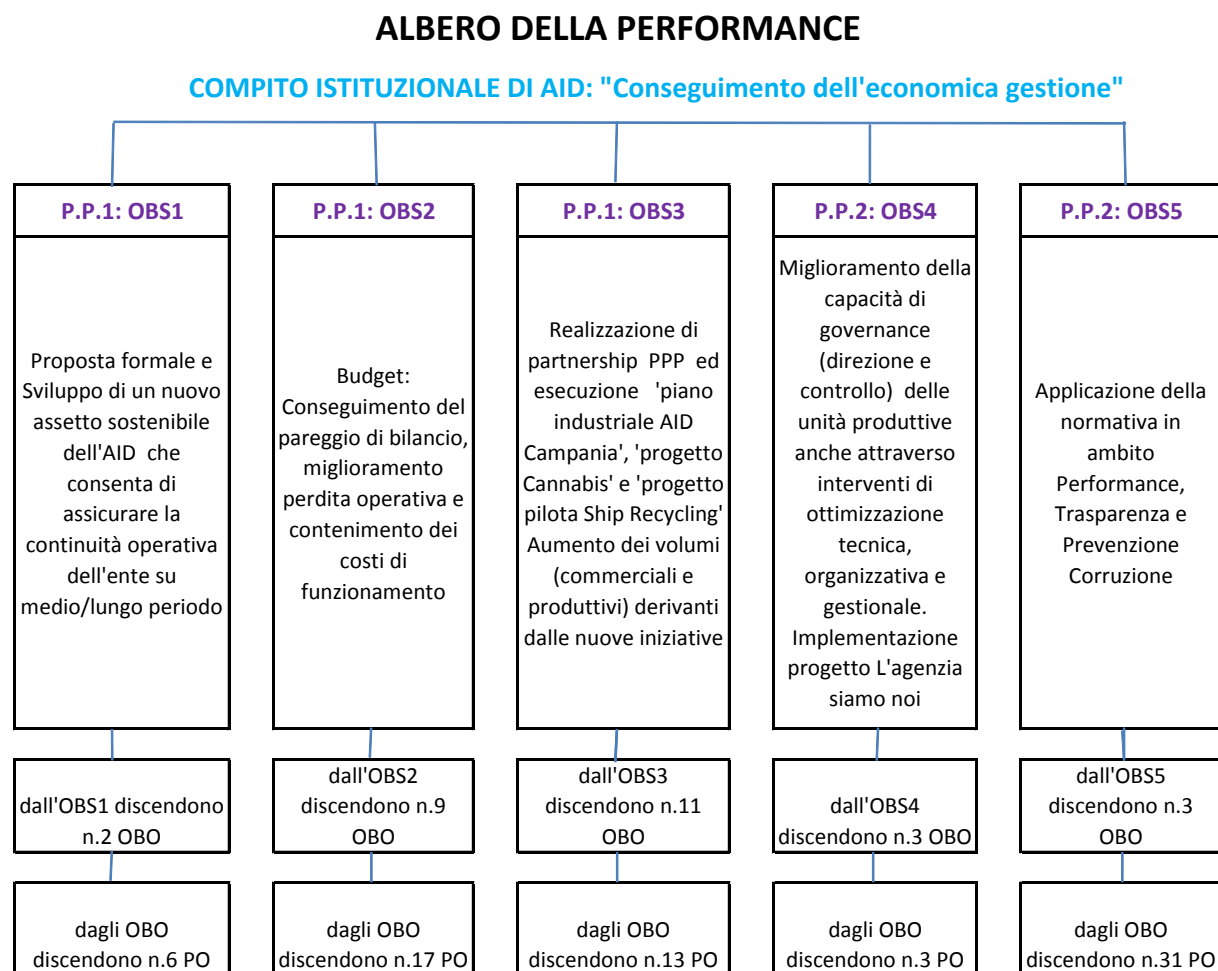 ALBERO DELLA PERFORMANCE
COMPITO ISTITUZIONALE DI AID: "Conseguimento dell'economica gestione"
P.P.1: OBS1
Proposta formale e
Sviluppo di un nuovo
assetto sostenibile
dell'AID che
consenta di
assicurare la
continuità operativa
dell'ente su
medio/lungo periodo
dall'OBS1 discendono
n.2 OBO
dagli OBO
discendono n.6 PO
P.P.1: OBS2
Budget:
Conseguimento del
pareggio di bilancio,
miglioramento
perdita operativa e
contenimento dei
costi di
funzionamento
dall'OBS2
discendono n.9
OBO
dagli OBO
discendono n.17 PO
P.P.1: OBS3
Realizzazione di
partnership PPP ed
esecuzione 'piano
industriale AID
Campania', 'progetto
Cannabis' e 'progetto
pilota Ship Recycling'
Aumento dei volumi
(commerciali e
produttivi) derivanti
dalle nuove iniziative
dall'OBS3
discendono n.11
OBO
dagli OBO
discendono n.13 PO
P.P.2: OBS4
Miglioramento della
capacità di
governance
(direzione e
controllo) delle
unità produttive
anche attraverso
interventi di
ottimizzazione
tecnica,
organizzativa e
gestionale.
Implementazione
progetto L'agenzia
siamo noi
dall'OBS4
discendono n.3 OBO
dagli OBO
discendono n.3 PO
P.P.2: OBS5
Applicazione della
normativa in
ambito
Performance,
Trasparenza e
Prevenzione
Corruzione
dall'OBS5
discendono n.3
OBO
dagli OBO
discendono n.31 PO